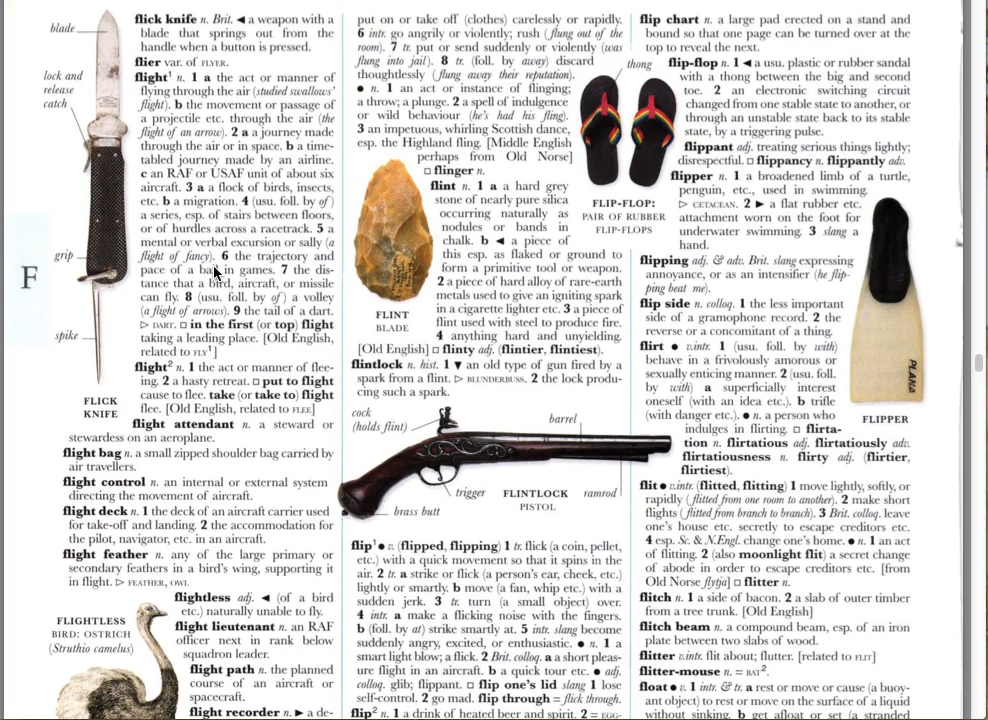 blade
lock and
release
catch
grip
spike
FLICK
KNIFE
F
flick knife n. Brit. ◄ a weapon with a
blade that springs out from the
handle when a button is pressed.
flier var. of FLYER.
flight¹ n. 1 a the act or manner of
flying through the air (studied swallows'
flight). b the movement or passage of
a projectile etc. through the air (the
flight of an arrow). 2 a a journey made
through the air or in space. b a time-
tabled journey made by an airline.
c an RAF or USAF unit of about six
aircraft. 3 a a flock of birds, insects,
etc. b a migration. 4 (usu. foll. by of)
a series, esp. of stairs between floors,
or of hurdles across a racetrack. 5 a
mental or verbal excursion or sally (a
flight of fancy). 6 the trajectory and
pace of a ball in games. 7 the dis-
tance that a bird, aircraft, or missile
can fly. 8 (usu. foll. by of) a volley
(a flight of arrows). 9 the tail of a dart.
▷ DART. □ in the first (or top) flight
taking a leading place. [Old English,
related to FLY¹]
flight² n. 1 the act or manner of flee-
ing. 2 a hasty retreat. □ put to flight
cause to flee. take (or take to) flight
flee. [Old English, related to FLEE]
flight attendant n. a steward or
stewardess on an aeroplane.
flight bag n. a small zipped shoulder bag carried by
air travellers.
flight control n. an internal or external system
directing the movement of aircraft.
flight deck n. 1 the deck of an aircraft carrier used
for take-off and landing. 2 the accommodation for
the pilot, navigator, etc. in an aircraft.
flight feather n. any of the large primary or
secondary feathers in a bird's wing, supporting it
in flight. ▷ FEATHER, OWL.
flightless adj. ◄ (of a bird
etc.) naturally unable to fly.
flight lieutenant n. an RAF
officer next in rank below
squadron leader.
flight path n. the planned
course of an aircraft or
spacecraft.
flight recorder n. ► a de-
FLIGHTLESS
BIRD: OSTRICH
(Struthio camelus)
put on or take off (clothes) carelessly or rapidly.
6 intr. go angrily or violently; rush (flung out of the
room). 7 tr. put or send suddenly or violently (was
flung into jail). 8 tr. (foll. by away) discard
thoughtlessly (flung away their reputation).
● n. 1 an act or instance of flinging;
a throw; a plunge. 2 a spell of indulgence
or wild behaviour (he's had his fling).
3 an impetuous, whirling Scottish dance,
esp. the Highland fling. [Middle English
perhaps from Old Norse]
□ flinger n.
flint n. 1 a a hard grey
stone of nearly pure silica
occurring naturally as
nodules or bands in
chalk. b ◄ a piece of
this esp. as flaked or ground to
form a primitive tool or weapon.
2 a piece of hard alloy of rare-earth
metals used to give an igniting spark
in a cigarette lighter etc. 3 a piece of
flint used with steel to produce fire.
4 anything hard and unyielding.
[Old English] □ flinty adj. (flintier, flintiest).
FLINT
BLADE
flintlock n. hist. 1 ▼ an old type of gun fired by a
spark from a flint. ▷ BLUNDERBUSS. 2 the lock produ-
cing such a spark.
cock
(holds flint)
barrel
trigger
FLINTLOCK
PISTOL
ramrod
brass butt
flip¹ ● v. (flipped, flipping) 1 tr. flick (a coin, pellet,
etc.) with a quick movement so that it spins in the
air. 2 tr. a strike or flick (a person's ear, cheek, etc.)
lightly or smartly. b move (a fan, whip etc.) with a
sudden jerk. 3 tr. turn (a small object) over.
4 intr. a make a flicking noise with the fingers.
b (foll. by at) strike smartly at. 5 intr. slang become
suddenly angry, excited, or enthusiastic. ● n. 1 a
smart light blow; a flick. 2 Brit. colloq. a a short pleas-
ure flight in an aircraft. b a quick tour etc. ● adj.
colloq. glib; flippant. □ flip one's lid slang 1 lose
self-control. 2 go mad. flip through = flick through.
flip² n. 1 a drink of heated beer and spirit. 2 = EGG-
flip chart n. a large pad erected on a stand and
bound so that one page can be turned over at the
top to reveal the next.
thong
FLIP-FLOP:
PAIR OF RUBBER
FLIP-FLOPS
flip-flop n. 1 ◄ a usu. plastic or rubber sandal
with a thong between the big and second
toe. 2 an electronic switching circuit
changed from one stable state to another, or
through an unstable state back to its stable
state, by a triggering pulse.
flippant adj. treating serious things lightly;
disrespectful. □ flippancy n. flippantly adv.
flipper n. 1 a broadened limb of a turtle,
penguin, etc., used in swimming.
▷ CETACEAN. 2 ► a flat rubber etc.
attachment worn on the foot for
underwater swimming. 3 slang a
hand.
flipping adj. & adv. Brit. slang expressing
annoyance, or as an intensifier (he flip-
ping beat me).
flip side n. colloq. 1 the less important
side of a gramophone record. 2 the
reverse or a concomitant of a thing.
flirt ● v.intr. 1 (usu. foll. by with)
behave in a frivolously amorous or
sexually enticing manner. 2 (usu. foll.
by with) a superficially interest
oneself (with an idea etc.). b trifle
(with danger etc.). ● n. a person who
indulges in flirting. □ flirta-
tion n. flirtatious adj. flirtatiously adv.
flirtatiousness n. flirty adj. (flirtier,
flirtiest).
PLANA
FLIPPER
flit ● v.intr. (flitted, flitting) 1 move lightly, softly, or
rapidly (flitted from one room to another). 2 make short
flights (flitted from branch to branch). 3 Brit. colloq. leave
one's house etc. secretly to escape creditors etc.
4 esp. Sc. & N.Engl. change one's home. ● n. 1 an act
of flitting. 2 (also moonlight flit) a secret change
of abode in order to escape creditors etc. [from
Old Norse flytja] □ flitter n.
flitch n. 1 a side of bacon. 2 a slab of outer timber
from a tree trunk. [Old English]
flitch beam n. a compound beam, esp. of an iron
plate between two slabs of wood.
flitter v.intr. flit about; flutter. [related to FLIT]
flitter-mouse n. = BAT².
float ● v. 1 intr. & tr. a rest or move or cause (a buoy-
ant object) to rest or move on the surface of a liquid
without sinking. b get afloat or set (a stranded